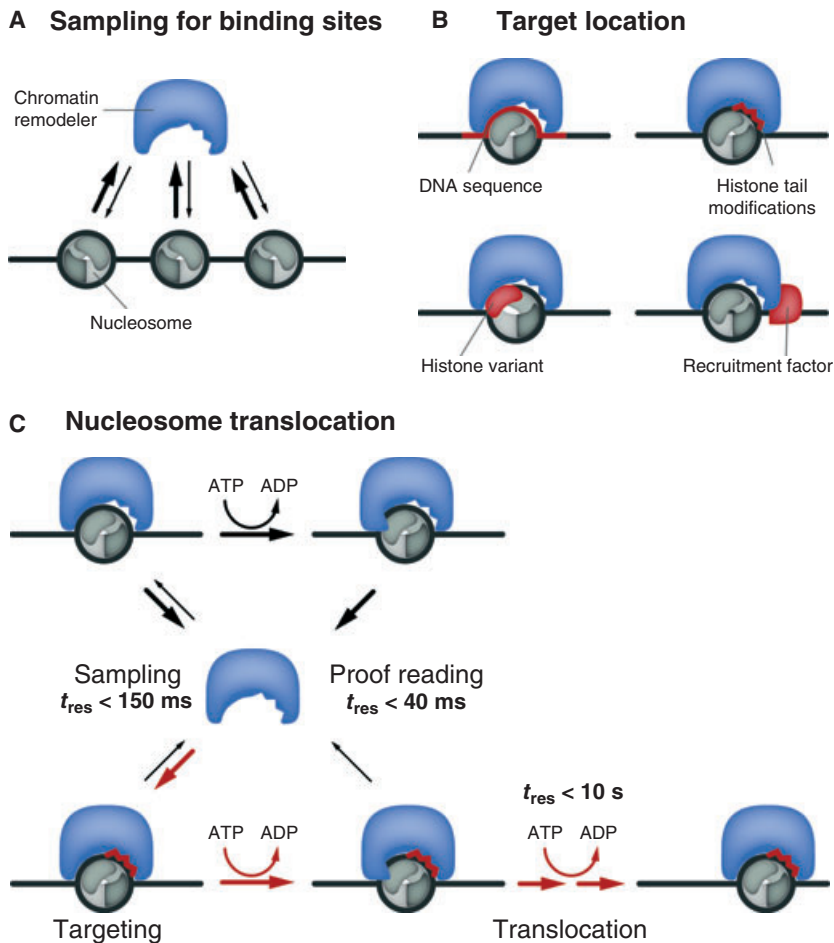 A Sampling for binding sites
Chromatin
remodeler
Nucleosome
B Target location
DNA sequence
Histone tail
modifications
Histone variant
Recruitment factor
C Nucleosome translocation
ATP ADP
Sampling
tres < 150 ms
Proof reading
tres < 40 ms
tres < 10 s
ATP ADP
ATP ADP
Targeting
Translocation